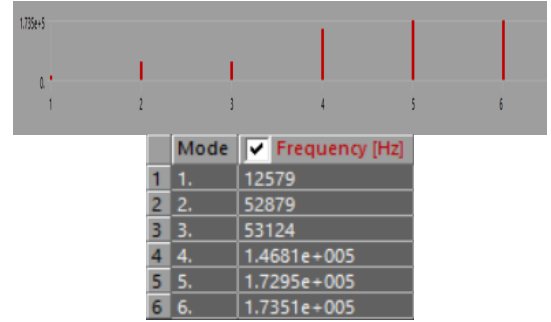 1.735e+5
0.
1 2 3 4 5 6
Mode Frequency [Hz]
1 1. 12579
2 2. 52879
3 3. 53124
4 4. 1.4681e+005
5 5. 1.7295e+005
6 6. 1.7351e+005